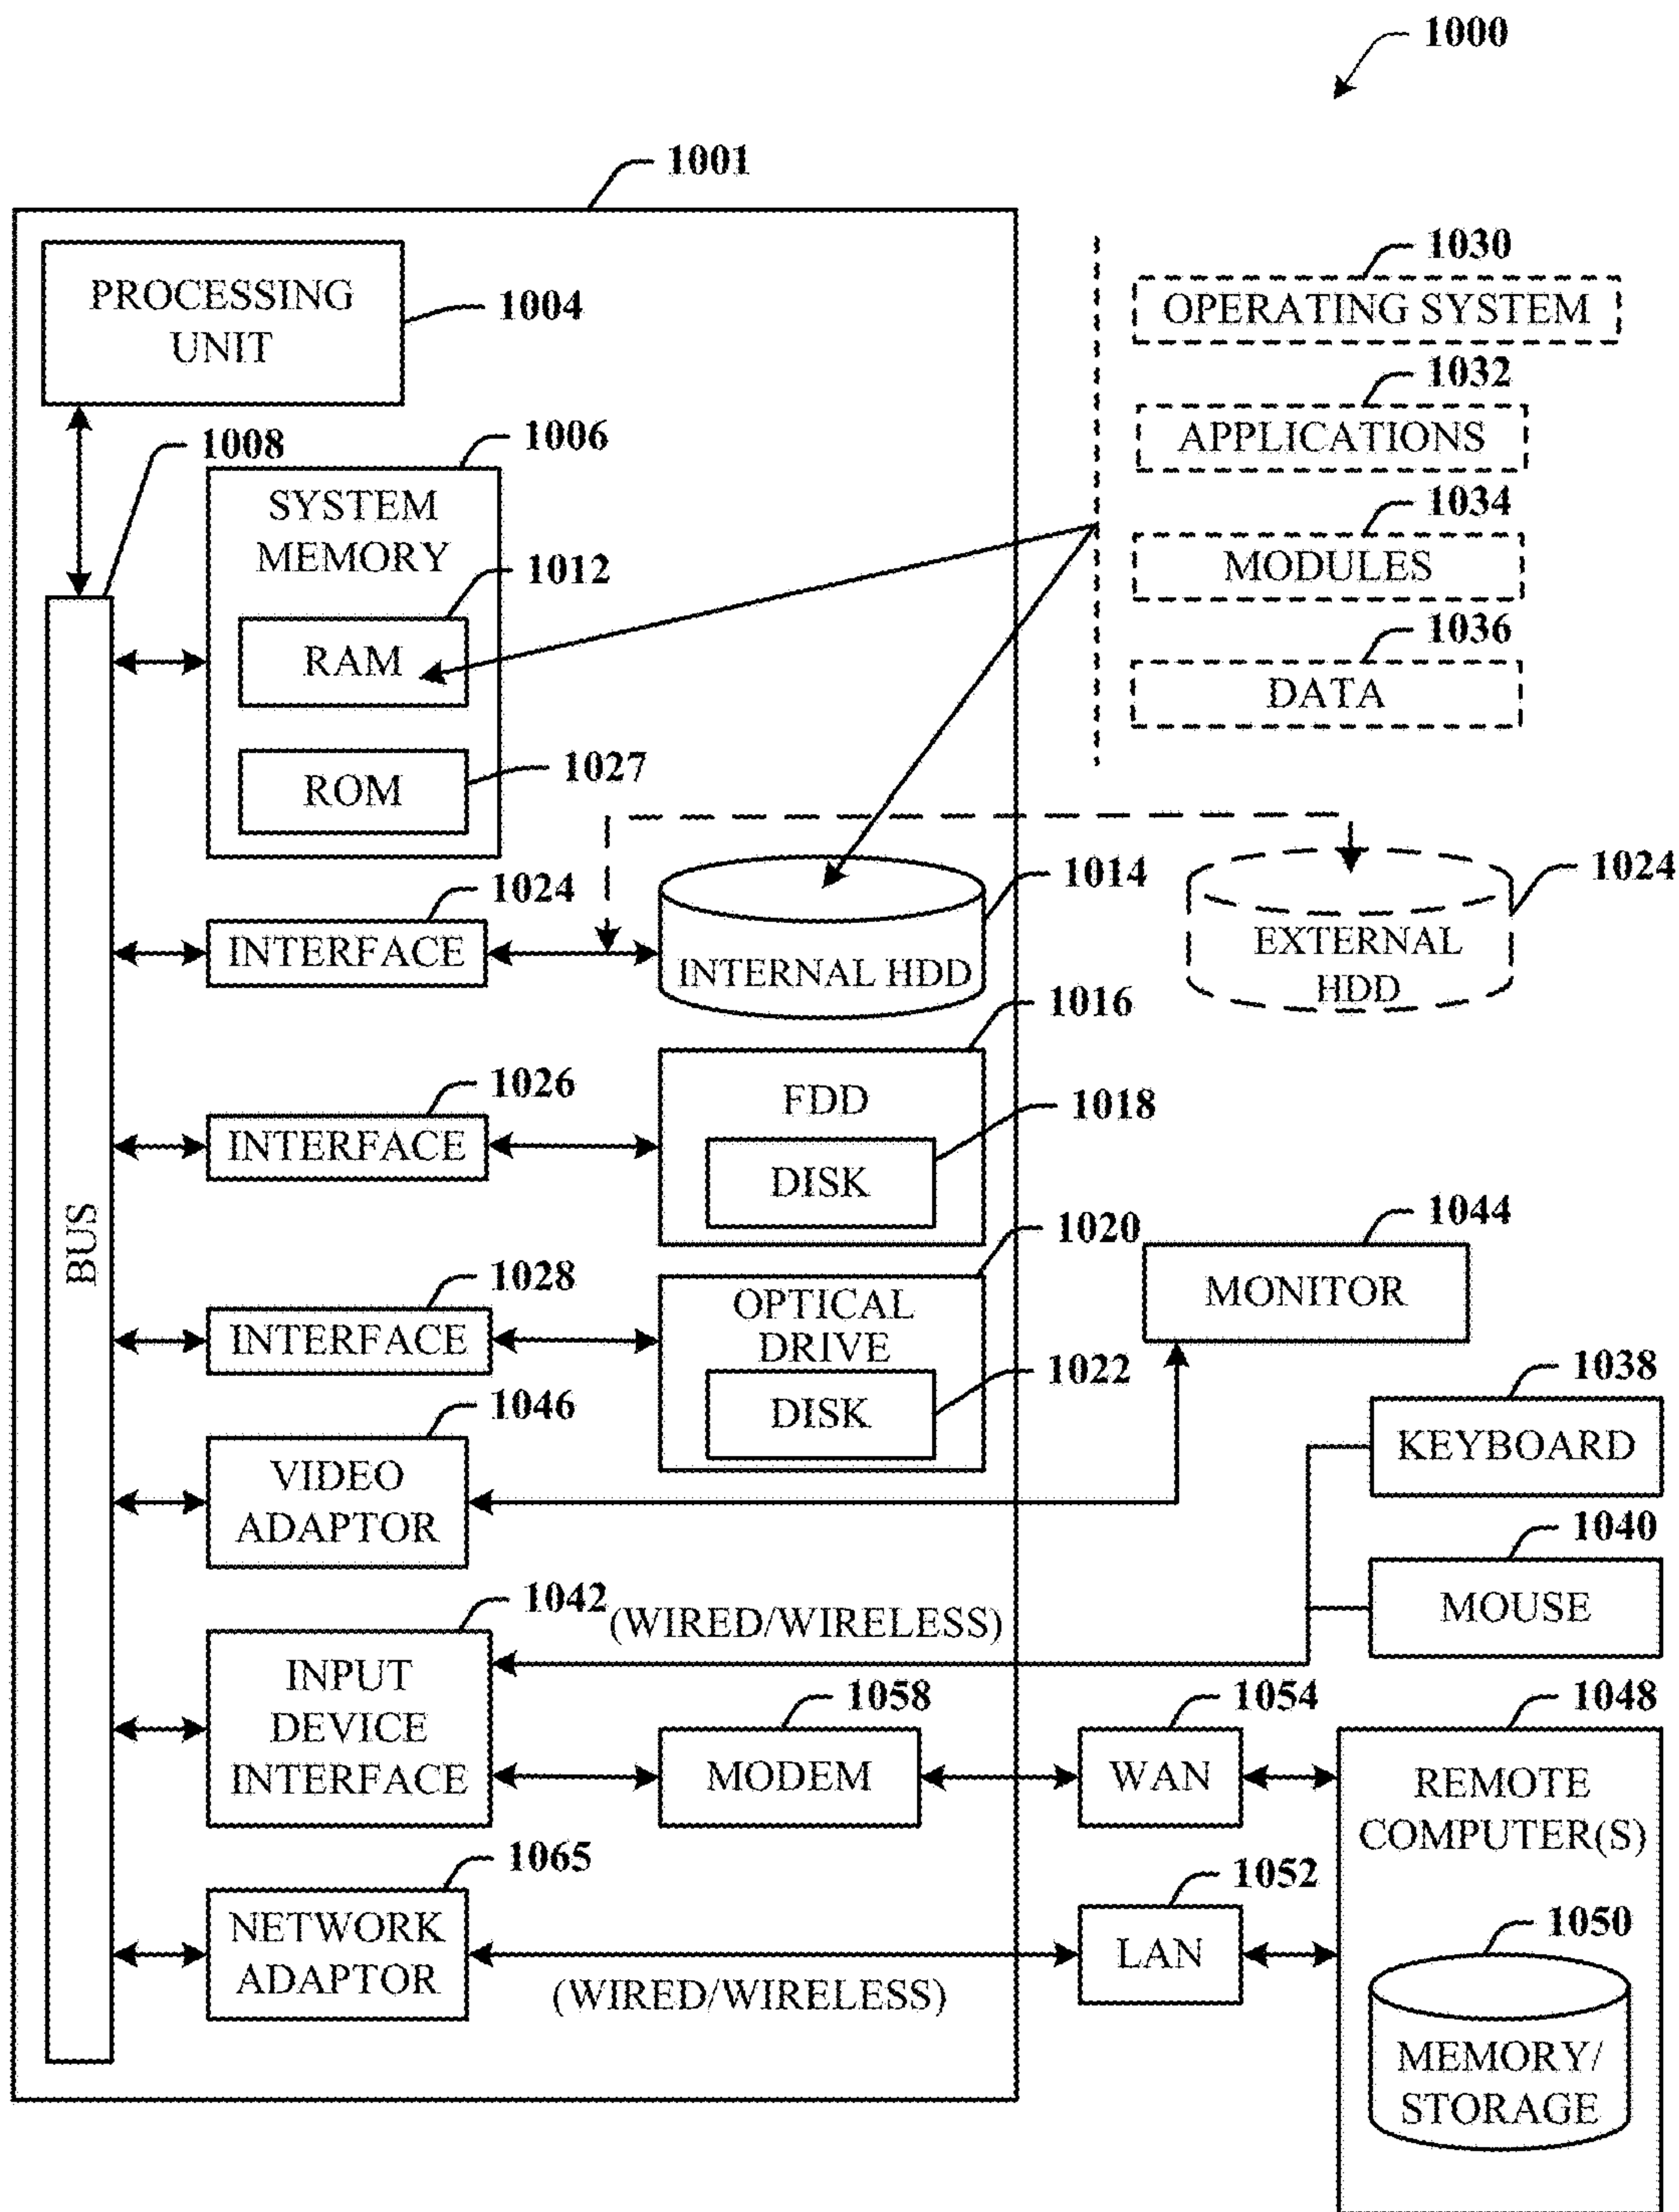 1000
1001
PROCESSING
UNIT
1004
1030
OPERATING SYSTEM
1032
APPLICATIONS
1034
MODULES
1036
DATA
1008
1006
SYSTEM
MEMORY
1012
RAM
ROM
1027
1024
INTERFACE
1014
INTERNAL HDD
1024
EXTERNAL
HDD
1016
FDD
1026
INTERFACE
1018
DISK
BUS
1028
INTERFACE
1020
OPTICAL
DRIVE
1022
DISK
1044
MONITOR
1046
VIDEO
ADAPTOR
1038
KEYBOARD
1040
MOUSE
1042
(WIRED/WIRELESS)
INPUT
DEVICE
INTERFACE
1058
MODEM
1054
WAN
1048
REMOTE
COMPUTER(S)
1065
NETWORK
ADAPTOR
(WIRED/WIRELESS)
1052
LAN
1050
MEMORY/
STORAGE